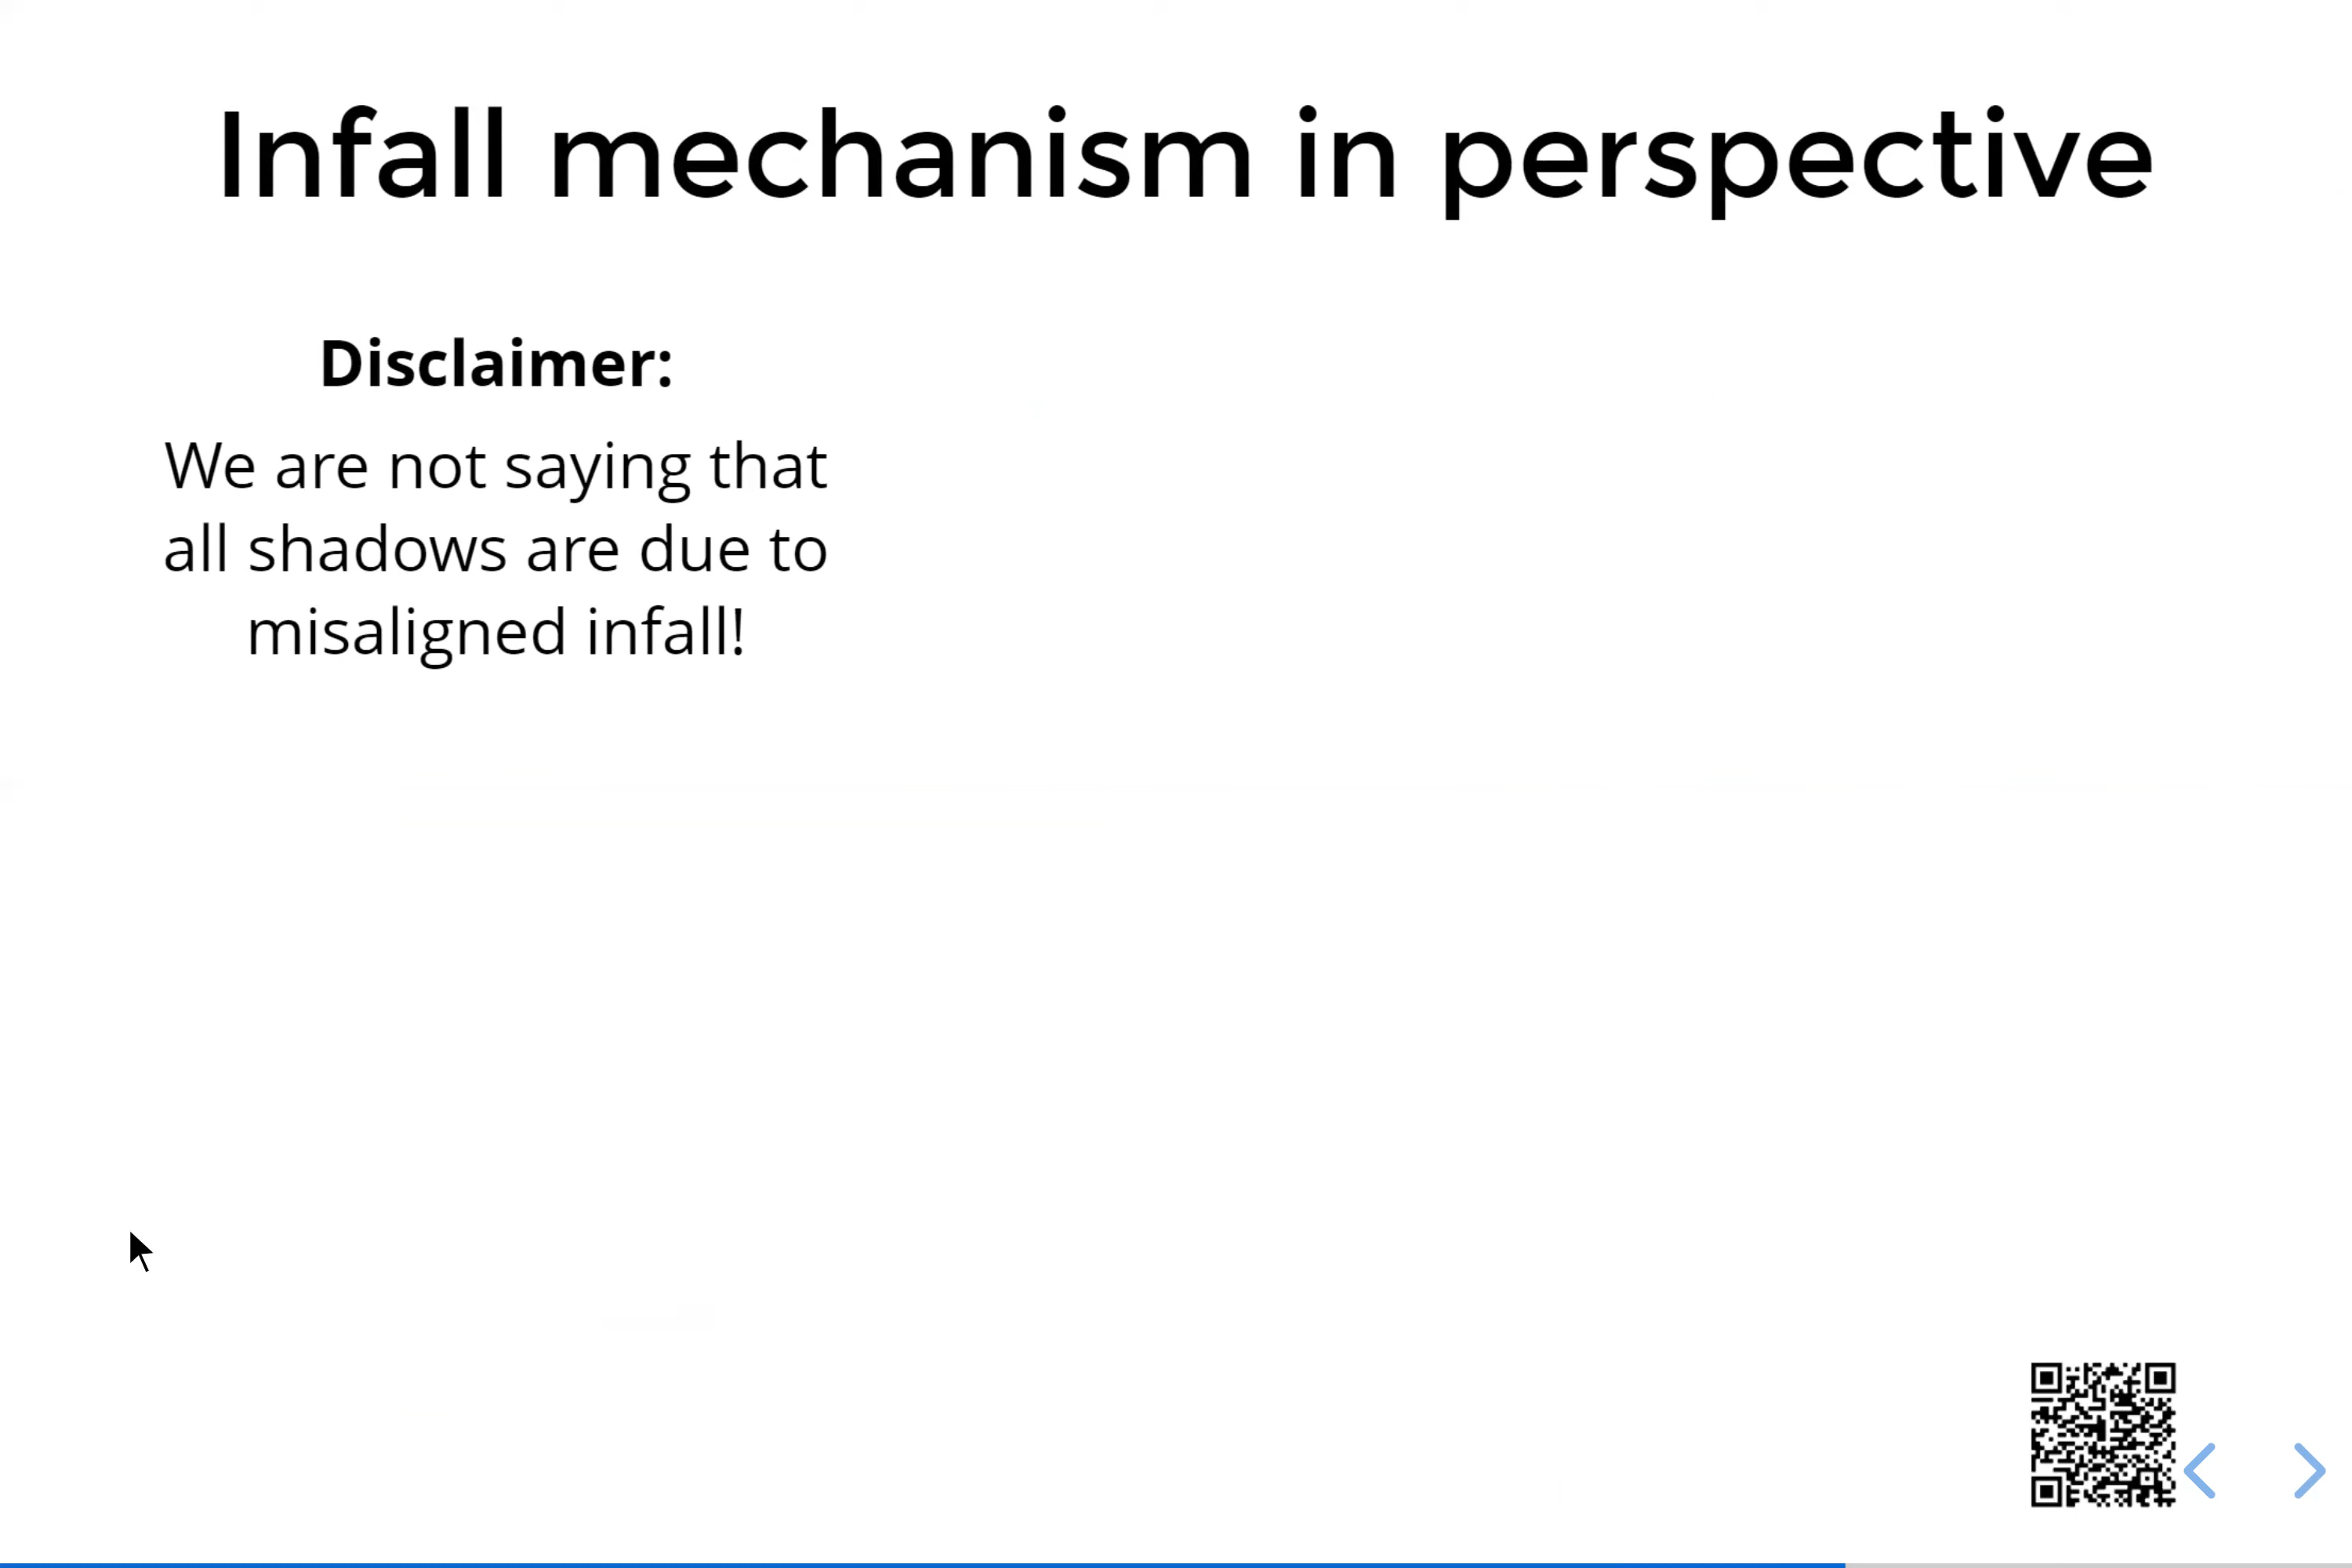 Infall mechanism in perspective
Disclaimer:
We are not saying that
all shadows are due to
misaligned infall!